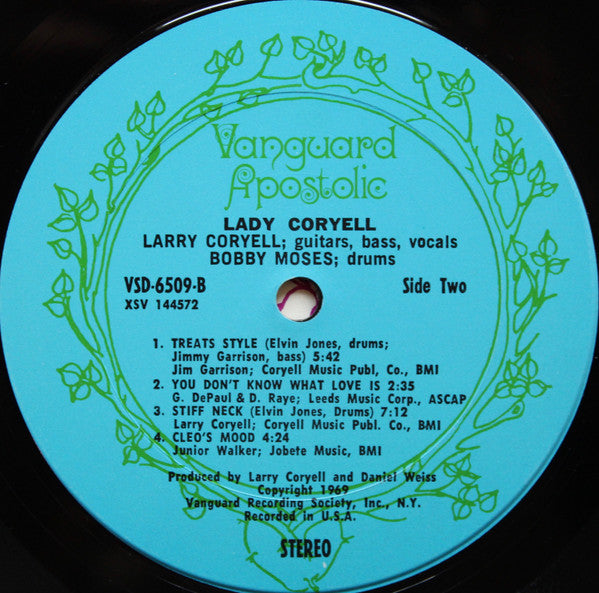 Vanguard
Apostolic
LADY CORYELL
LARRY CORYELL; guitars, bass, vocals
BOBBY MOSES; drums
VSD-6509-B Side Two
XSV 144572
1. TREATS STYLE (Elvin Jones, drums;
Jimmy Garrison, bass) 5:42
Jim Garrison; Coryell Music Publ, Co., BMI
2. YOU DON'T KNOW WHAT LOVE IS 2:35
G. DePaul & D. Raye; Leeds Music Corp., ASCAP
3. STIFF NECK (Elvin Jones, Drums) 7:12
Larry Coryell; Coryell Music Publ. Co., BMI
4. CLEO'S MOOD 4:24
Junior Walker; Jobete Music, BMI
Produced by Larry Coryell and Daniel Weiss
Copyright 1969
Vanguard Recording Society, Inc., N.Y.
Recorded in U.S.A.
STEREO